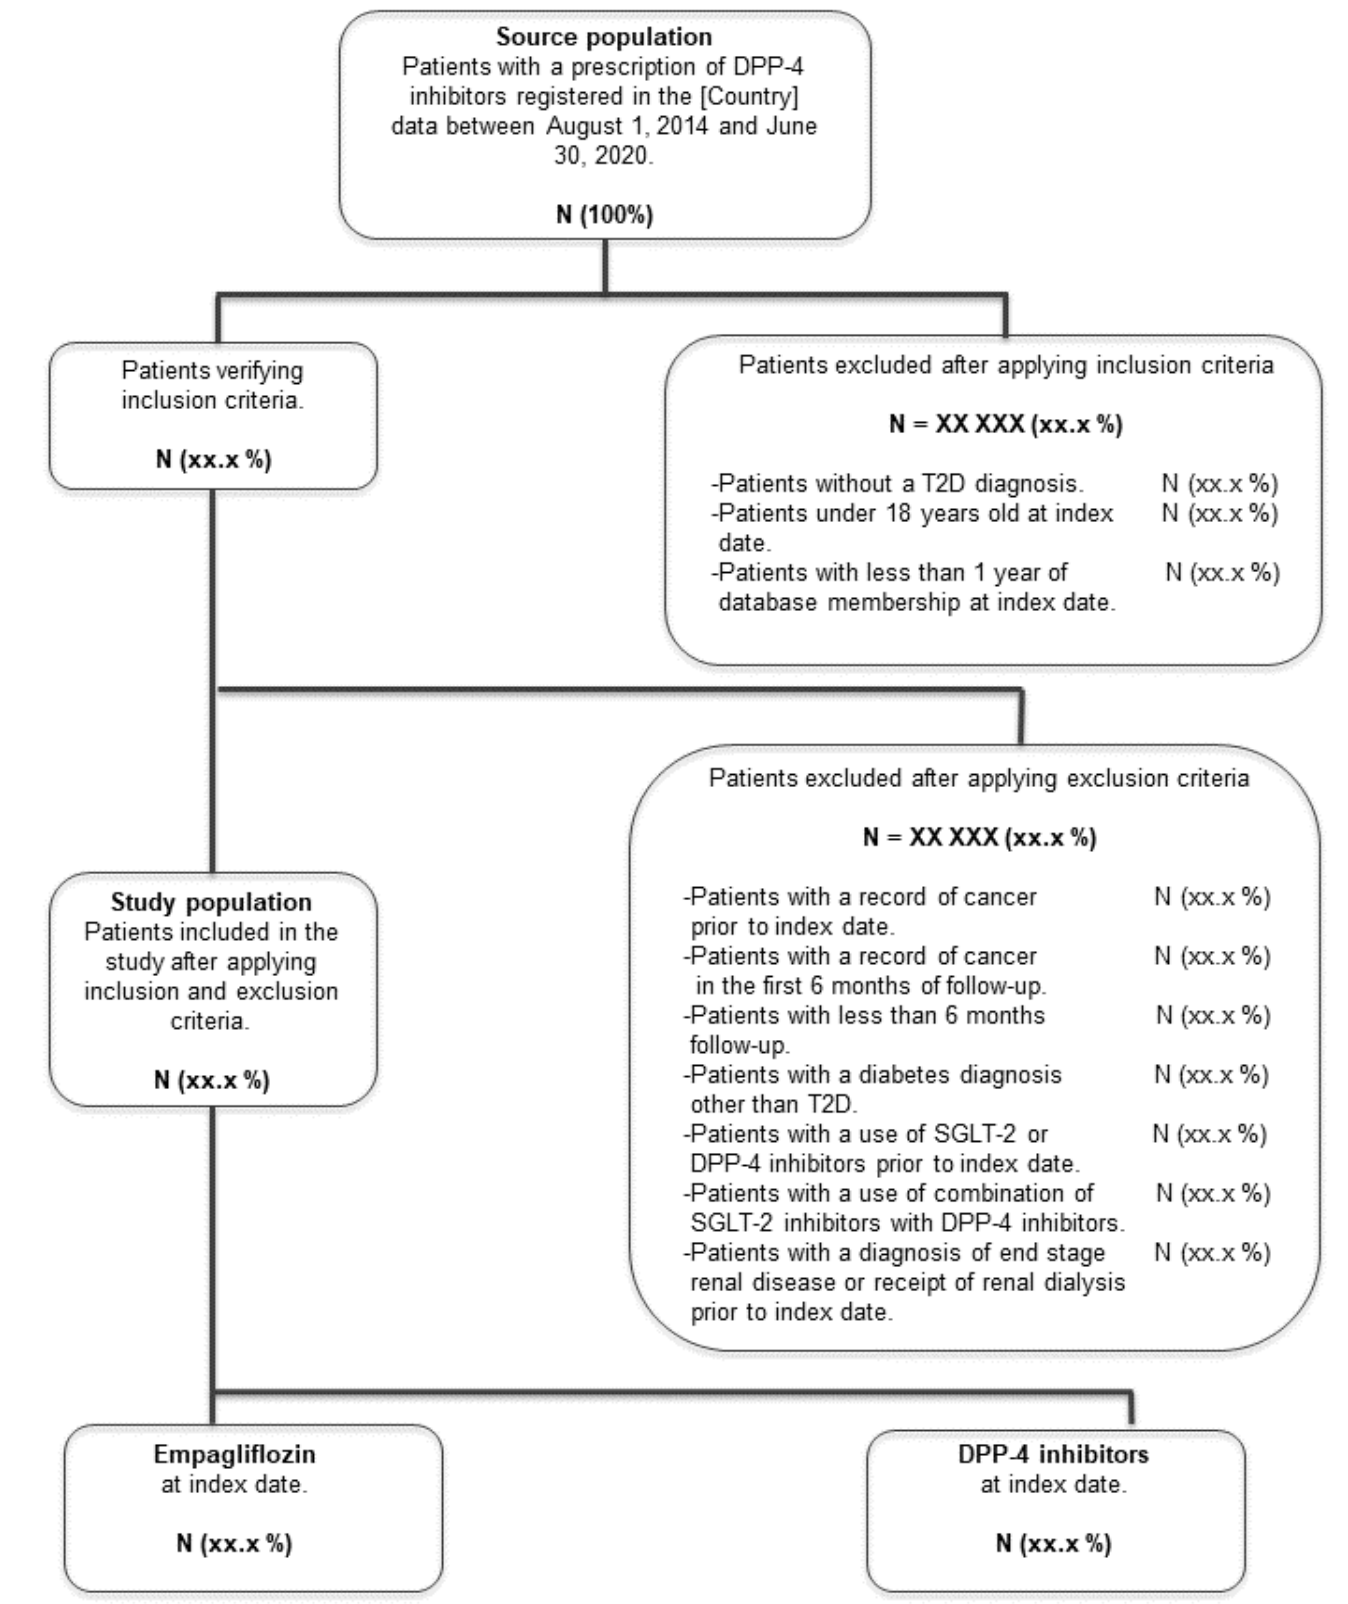 Source population
Patients with a prescription of DPP-4
inhibitors registered in the [Country]
data between August 1, 2014 and June
30, 2020.
N (100%)
Patients verifying
inclusion criteria.
N (xx.x %)
Patients excluded after applying inclusion criteria
N = XX XXX (xx.x %)
-Patients without a T2D diagnosis. N (xx.x %)
-Patients under 18 years old at index N (xx.x %)
date.
-Patients with less than 1 year of N (xx.x %)
database membership at index date.
Patients excluded after applying exclusion criteria
N = XX XXX (xx.x %)
-Patients with a record of cancer N (xx.x %)
prior to index date.
-Patients with a record of cancer N (xx.x %)
in the first 6 months of follow-up.
-Patients with less than 6 months N (xx.x %)
follow-up.
-Patients with a diabetes diagnosis N (xx.x %)
other than T2D.
-Patients with a use of SGLT-2 or N (xx.x %)
DPP-4 inhibitors prior to index date.
-Patients with a use of combination of N (xx.x %)
SGLT-2 inhibitors with DPP-4 inhibitors.
-Patients with a diagnosis of end stage N (xx.x %)
renal disease or receipt of renal dialysis
prior to index date.
Study population
Patients included in the
study after applying
inclusion and exclusion
criteria.
N (xx.x %)
Empagliflozin
at index date.
N (xx.x %)
DPP-4 inhibitors
at index date.
N (xx.x %)